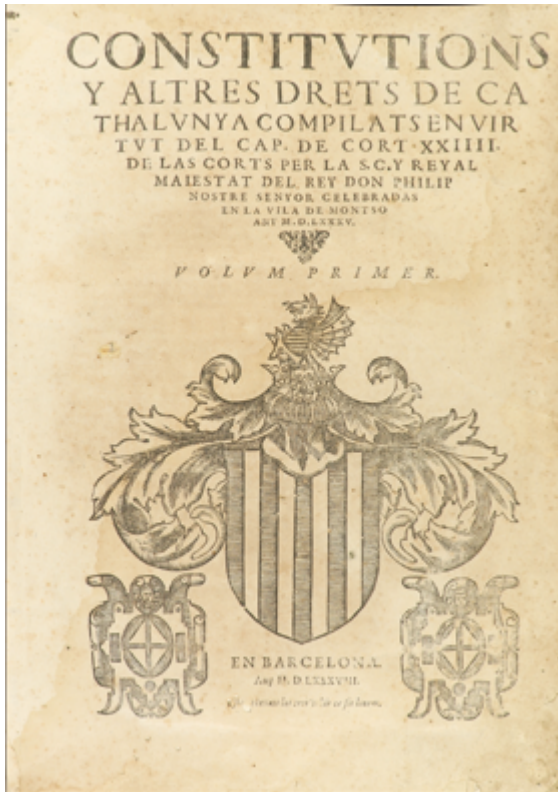 CONSTITVTIONS
Y ALTRES DRETS DE CA
THALVNYA COMPILATS EN VIR
TVT DEL CAP. DE CORT. XXIIII.
DE LAS CORTS PER LA S.C.Y REYAL
MAIESTAT DEL REY DON PHILIP
NOSTRE SENYOR CELEBRADAS
EN LA VILA DE MONTSO
ANY M.D.LXXXV.
VOLVM PRIMER.
EN BARCELONA.
Any M.D.LXXXVIII.